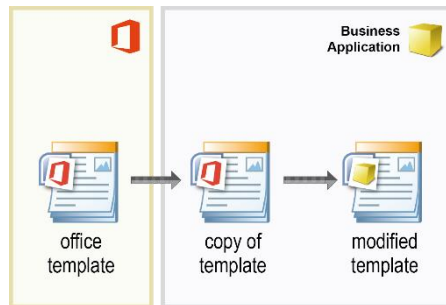 Business
Application
office
template
copy of
template
modified
template